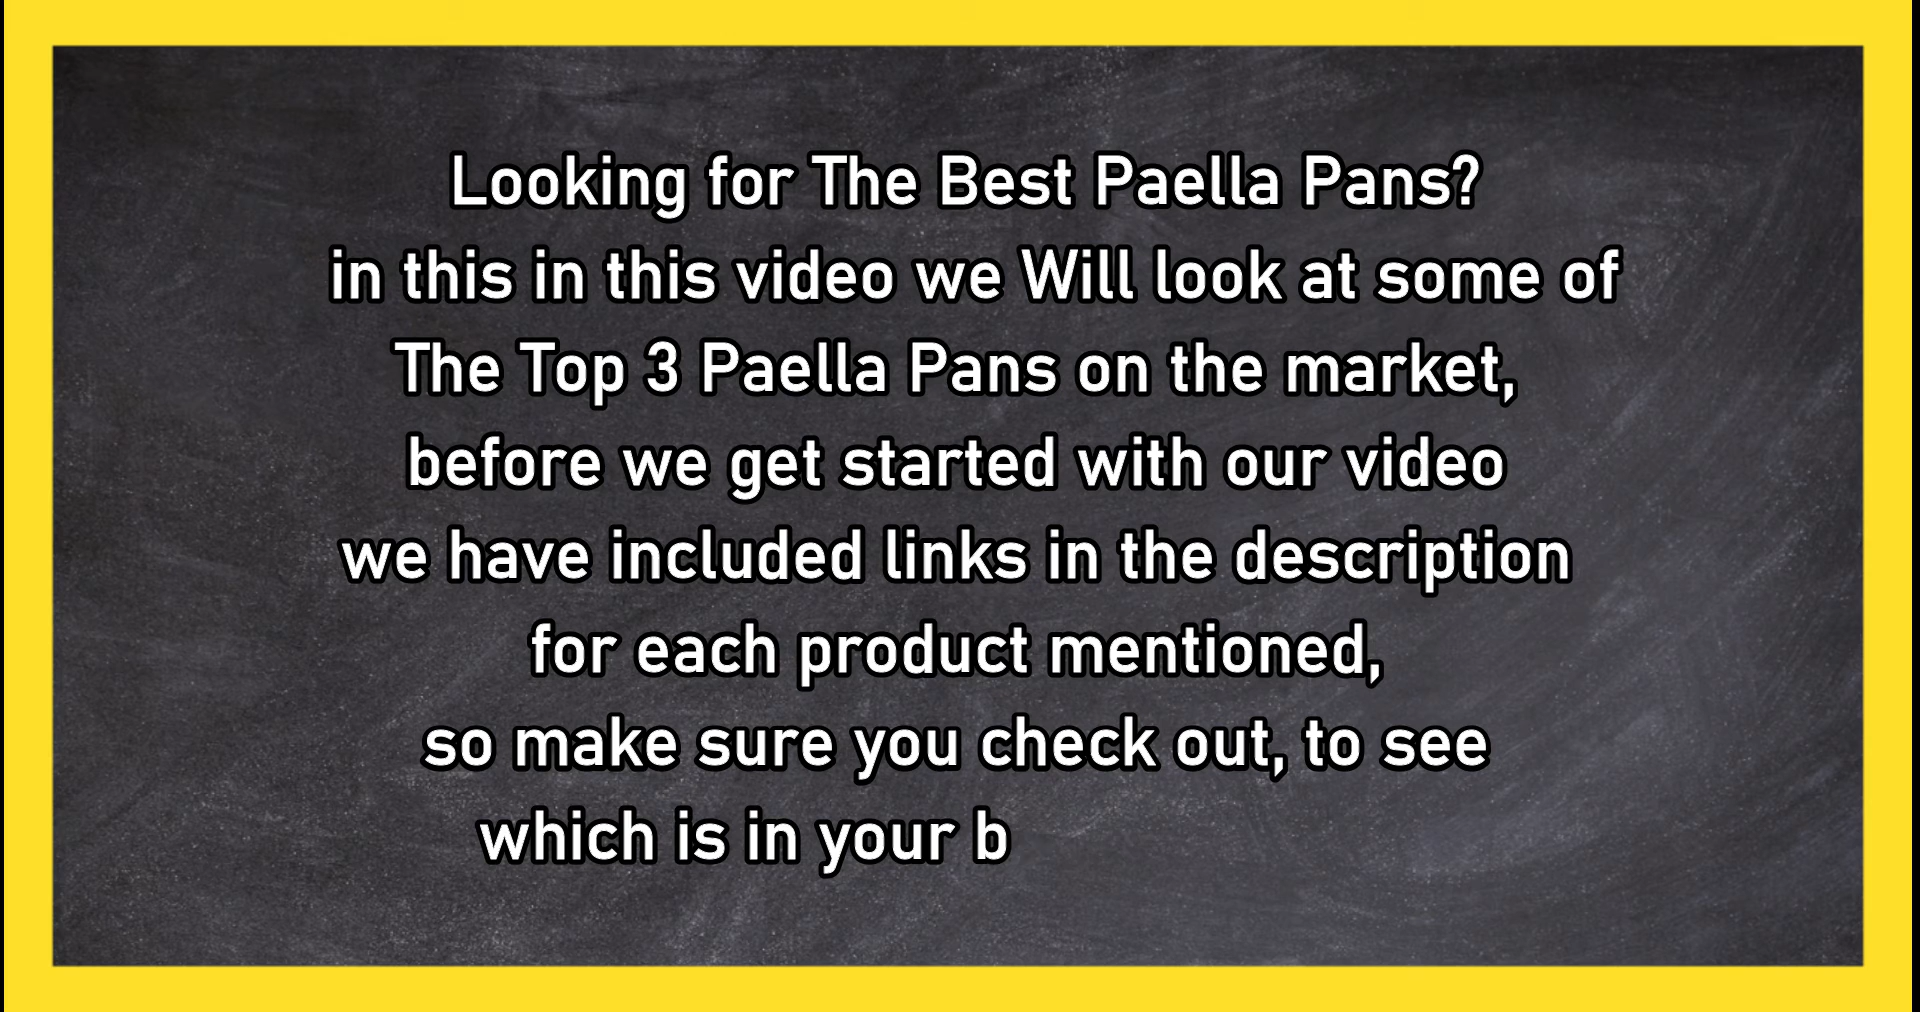 Looking for The Best Paella Pans?
in this in this video we Will look at some of
The Top 3 Paella Pans on the market,
before we get started with our video
we have included links in the description
for each product mentioned,
so make sure you check out, to see
which is in your b